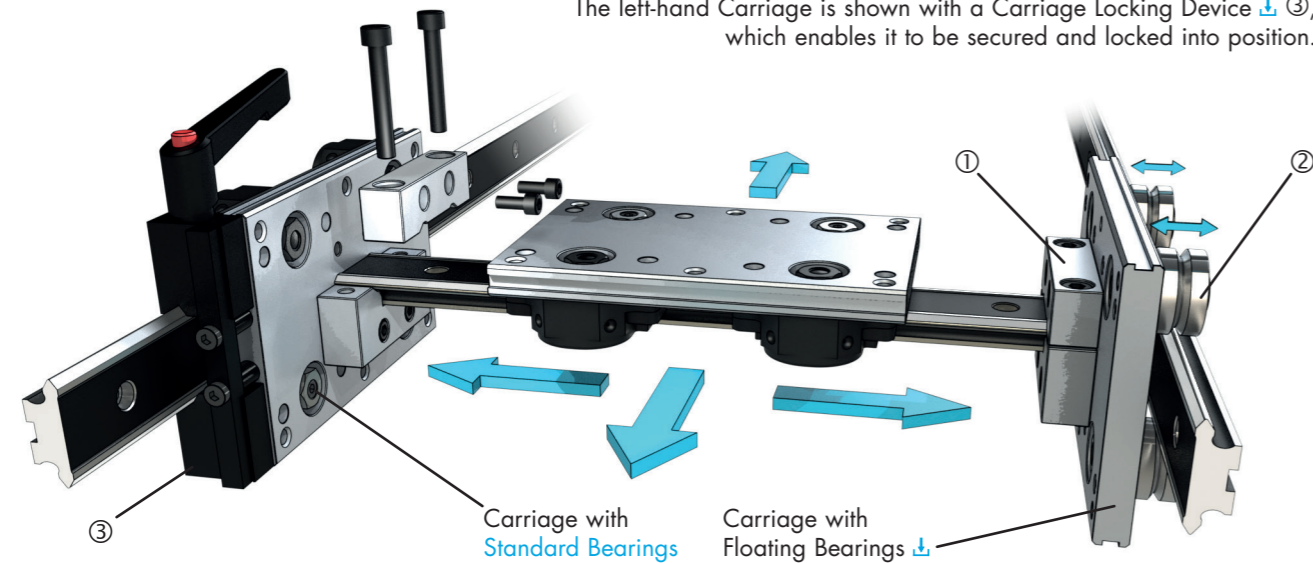 The left-hand Carriage is shown with a Carriage Locking Device ③,
which enables it to be secured and locked into position.
①
②
③
Carriage with
Standard Bearings
Carriage with
Floating Bearings